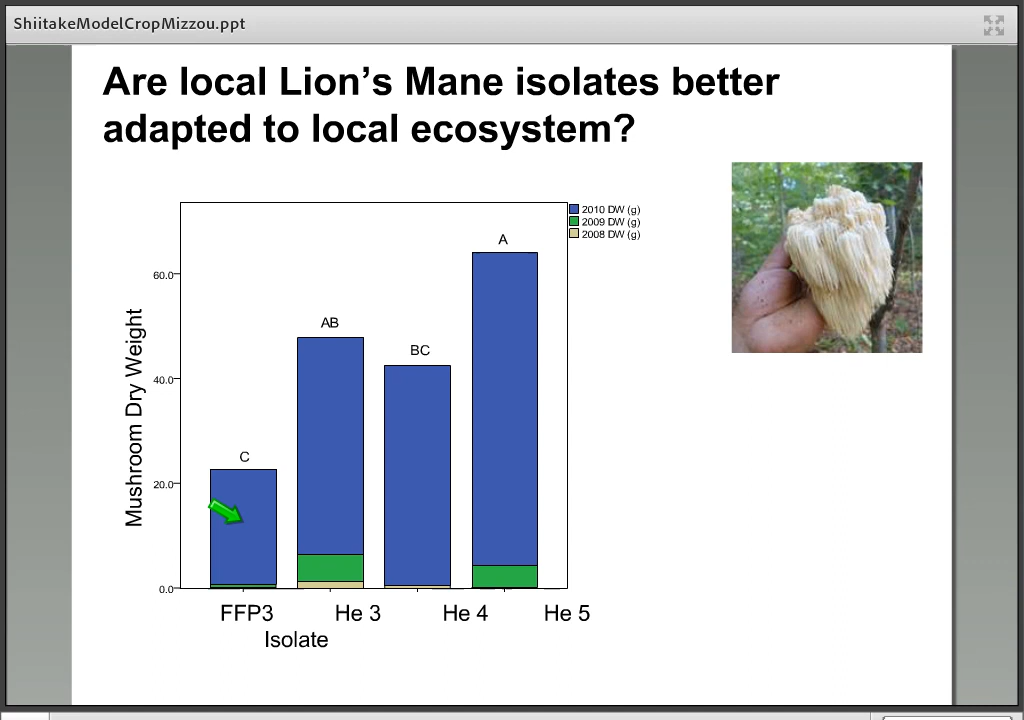 ShiitakeModelCropMizzou.ppt
Are local Lion's Mane isolates better
adapted to local ecosystem?
2010 DW (g)
2009 DW (g)
2008 DW (g)
A
AB
BC
C
60.0
40.0
20.0
0.0
Mushroom Dry Weight
FFP3 He 3 He 4 He 5
Isolate